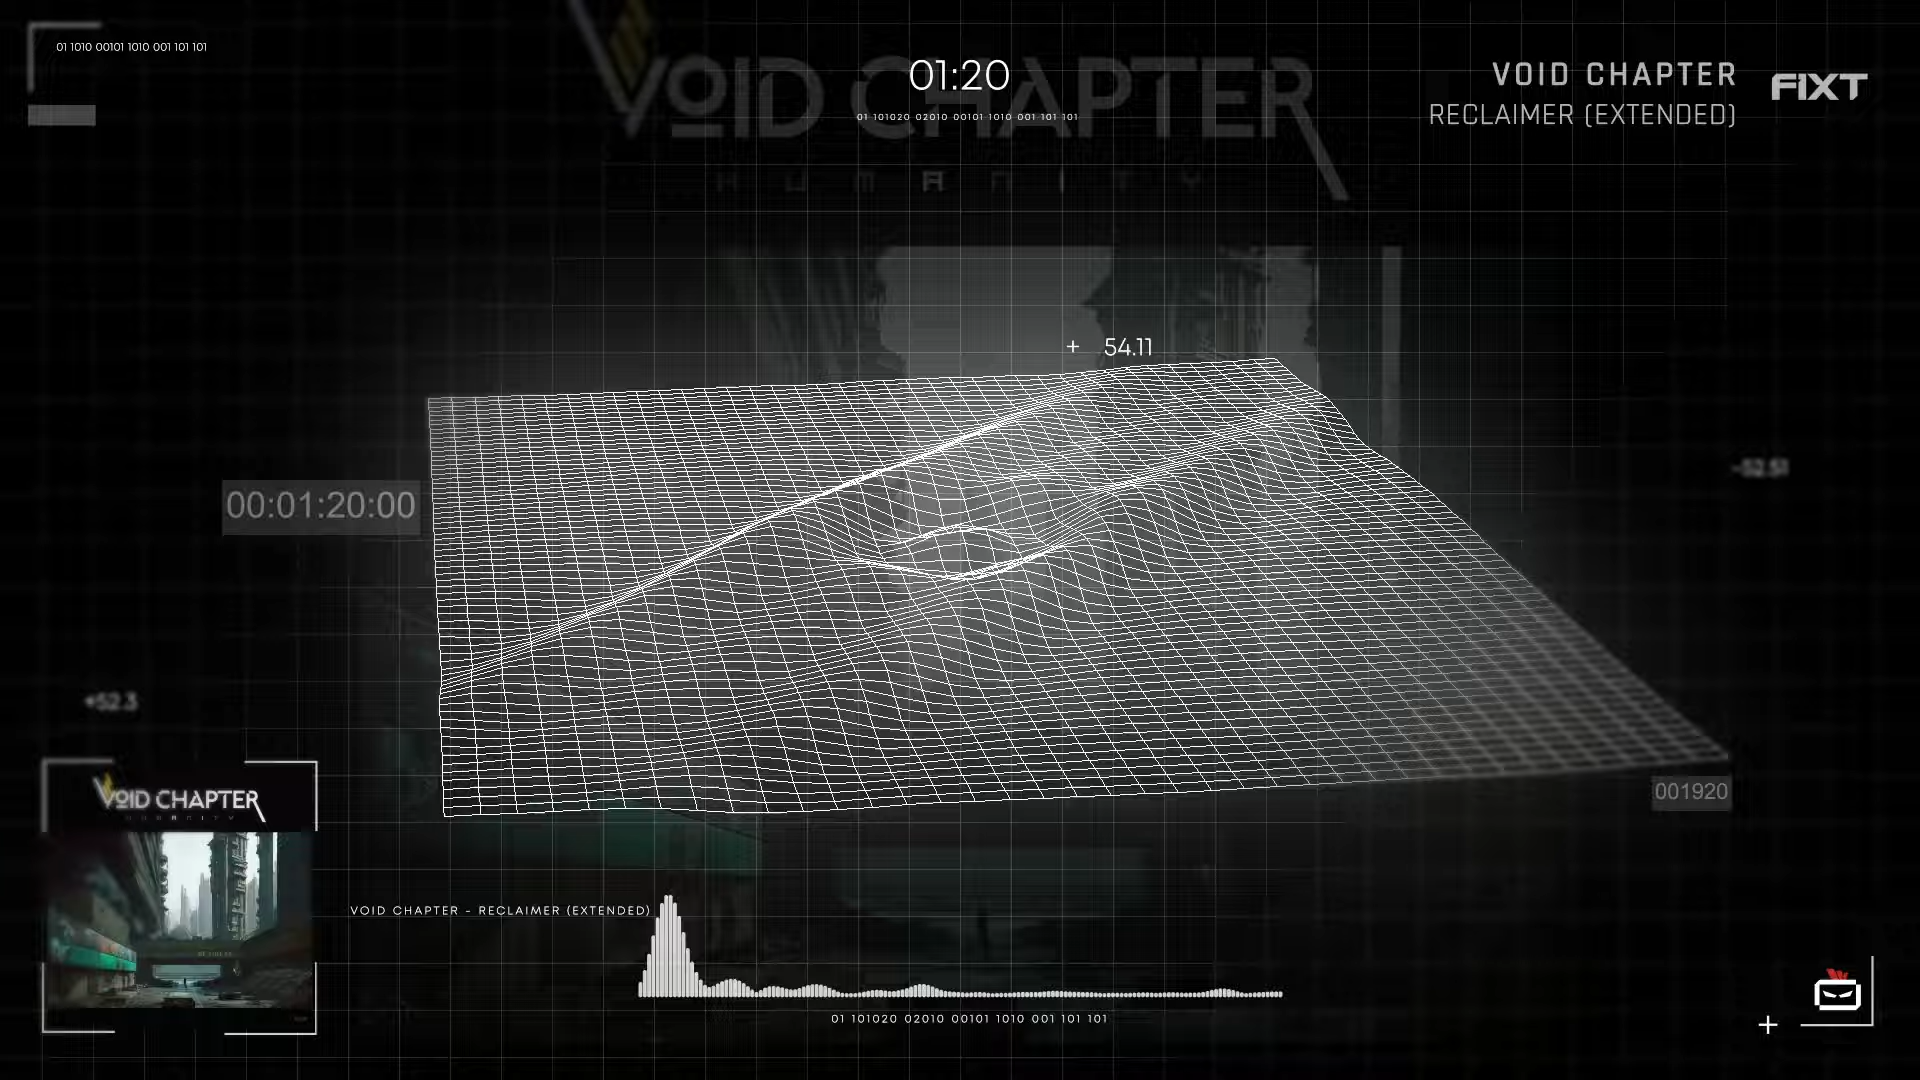 01 1010 00101 1010 001 101 101
VOID CHAPTER
HUMANITY
01:20
01 101020 02010 00101 1010 001 101 101
VOID CHAPTER
RECLAIMER (EXTENDED)
FIXT
+ 54.11
-52.51
00:01:20:00
+52.3
001920
VOID CHAPTER
HUMANITY
VOID CHAPTER - RECLAIMER (EXTENDED)
01 101020 02010 00101 1010 001 101 101
+